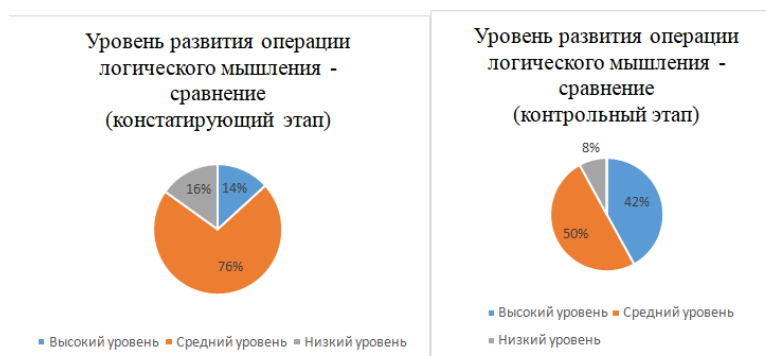 Уровень развития операции
логического мышления -
сравнение
(констатирующий этап)
16%
14%
76%
Высокий уровень Средний уровень Низкий уровень
Уровень развития операции
логического мышления -
сравнение
(контрольный этап)
8%
42%
50%
Высокий уровень Средний уровень
Низкий уровень